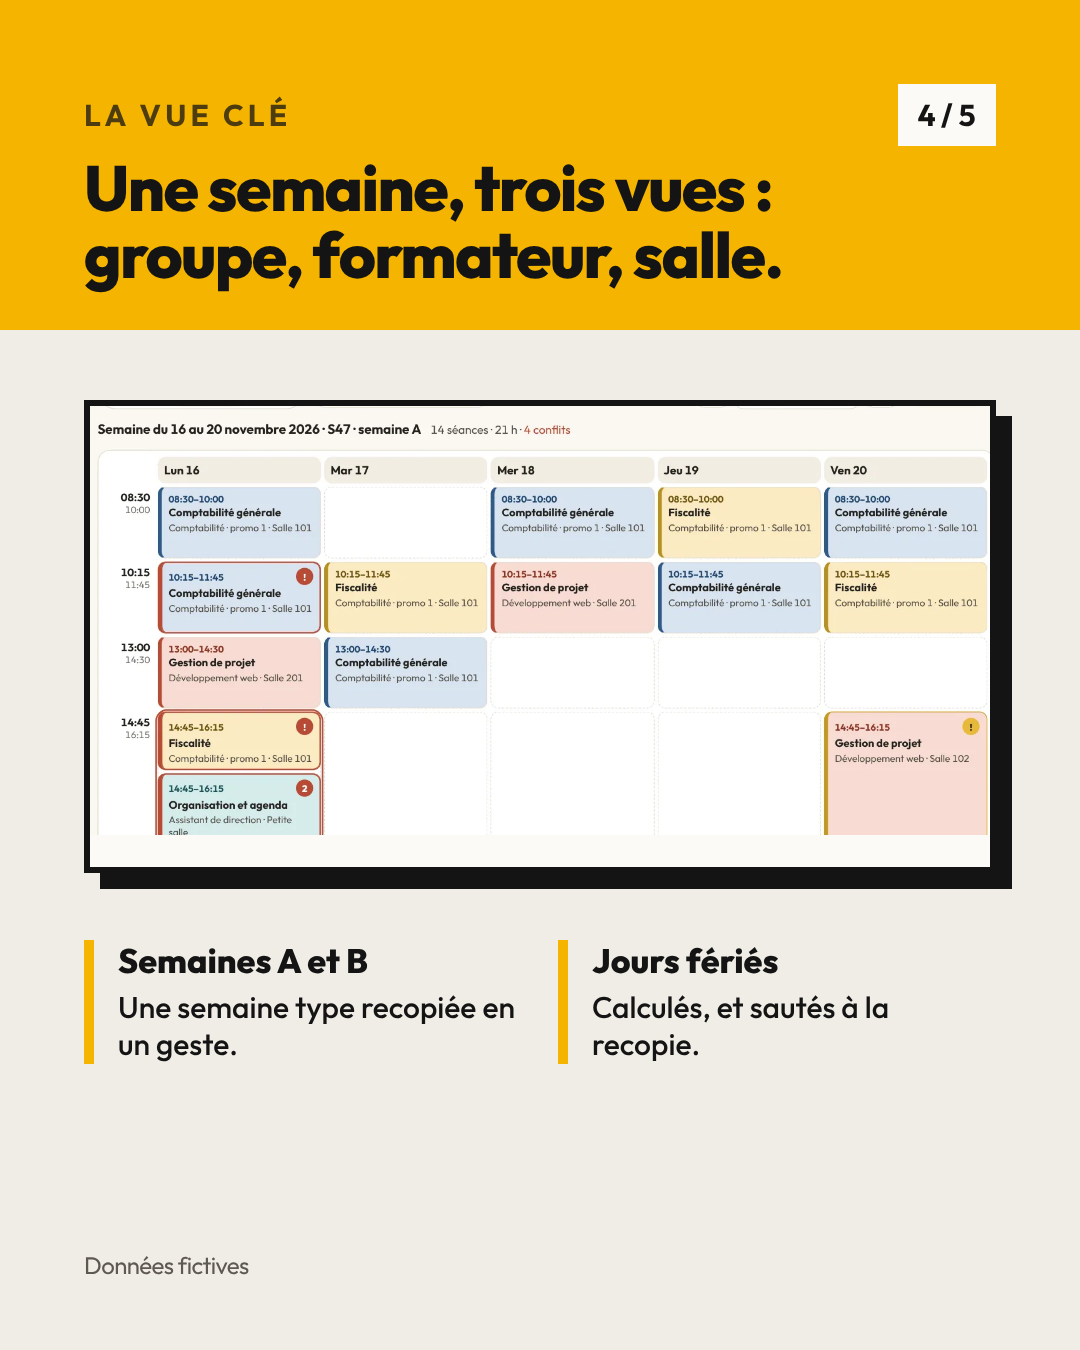 LA VUE CLÉ
4 / 5
Une semaine, trois vues :
groupe, formateur, salle.
Semaine du 16 au 20 novembre 2026 · S47 · semaine A 14 séances · 21 h · 4 conflits
Lun 16
Mar 17
Mer 18
Jeu 19
Ven 20
08:30
10:00
08:30–10:00
Comptabilité générale
Comptabilité · promo 1 · Salle 101
08:30–10:00
Comptabilité générale
Comptabilité · promo 1 · Salle 101
08:30–10:00
Fiscalité
Comptabilité · promo 1 · Salle 101
08:30–10:00
Comptabilité générale
Comptabilité · promo 1 · Salle 101
10:15
11:45
10:15–11:45
!
Comptabilité générale
Comptabilité · promo 1 · Salle 101
10:15–11:45
Fiscalité
Comptabilité · promo 1 · Salle 101
10:15–11:45
Gestion de projet
Développement web · Salle 201
10:15–11:45
Comptabilité générale
Comptabilité · promo 1 · Salle 101
10:15–11:45
Fiscalité
Comptabilité · promo 1 · Salle 101
13:00
14:30
13:00–14:30
Gestion de projet
Développement web · Salle 201
13:00–14:30
Comptabilité générale
Comptabilité · promo 1 · Salle 101
14:45
16:15
14:45–16:15
!
Fiscalité
Comptabilité · promo 1 · Salle 101
14:45–16:15
2
Organisation et agenda
Assistant de direction · Petite
salle
14:45–16:15
!
Gestion de projet
Développement web · Salle 102
Semaines A et B
Une semaine type recopiée en
un geste.
Jours fériés
Calculés, et sautés à la
recopie.
Données fictives